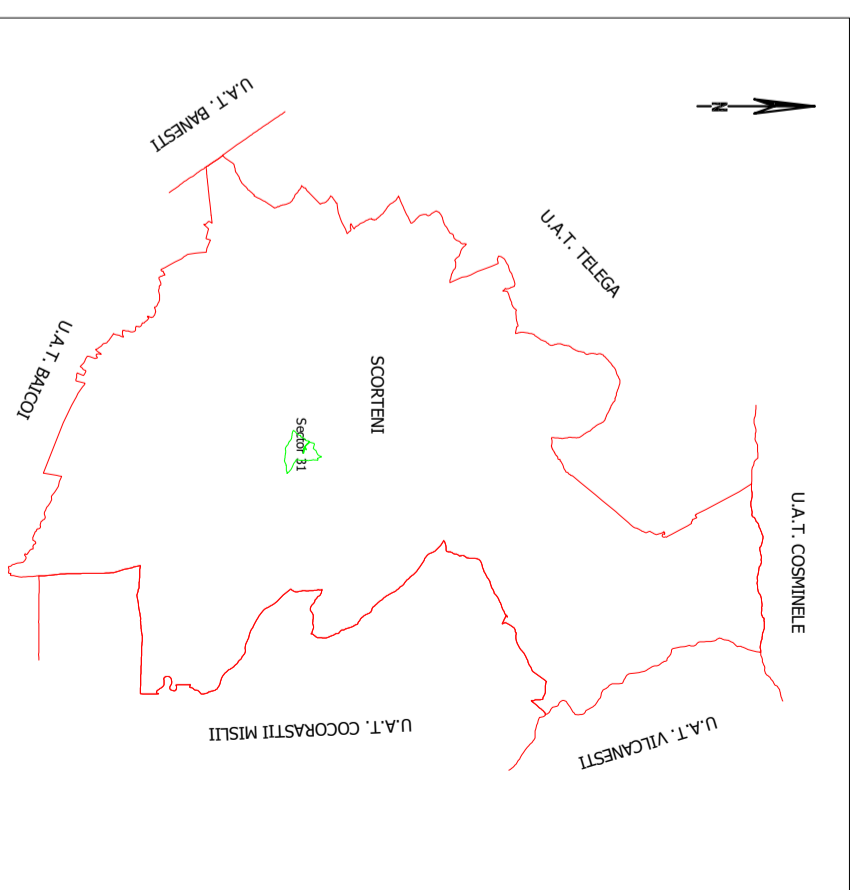 U.A.T. BANESTI
N
U.A.T. TELEGA
U.A.T. BAICOI
SCORTENI
Sector 31
U.A.T. COSMINELE
U.A.T. COCORASTII MISLII
U.A.T. VILCANESTI